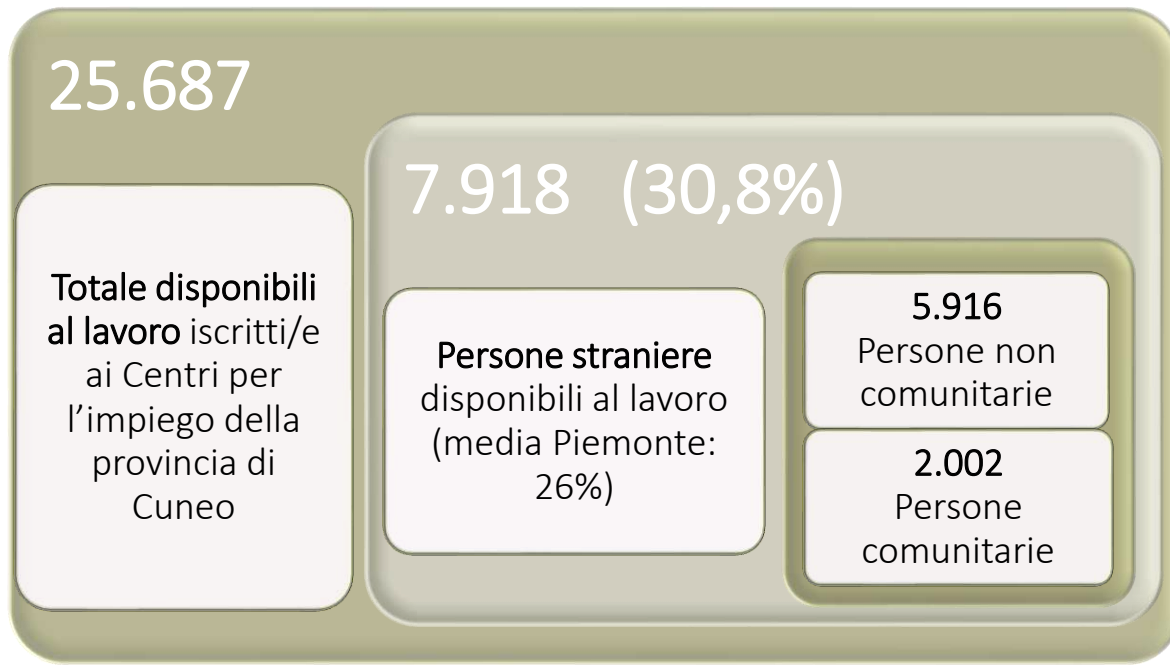 25.687
Totale disponibili
al lavoro iscritti/e
ai Centri per
l’impiego della
provincia di
Cuneo
7.918 (30,8%)
Persone straniere
disponibili al lavoro
(media Piemonte:
26%)
5.916
Persone non
comunitarie
2.002
Persone
comunitarie